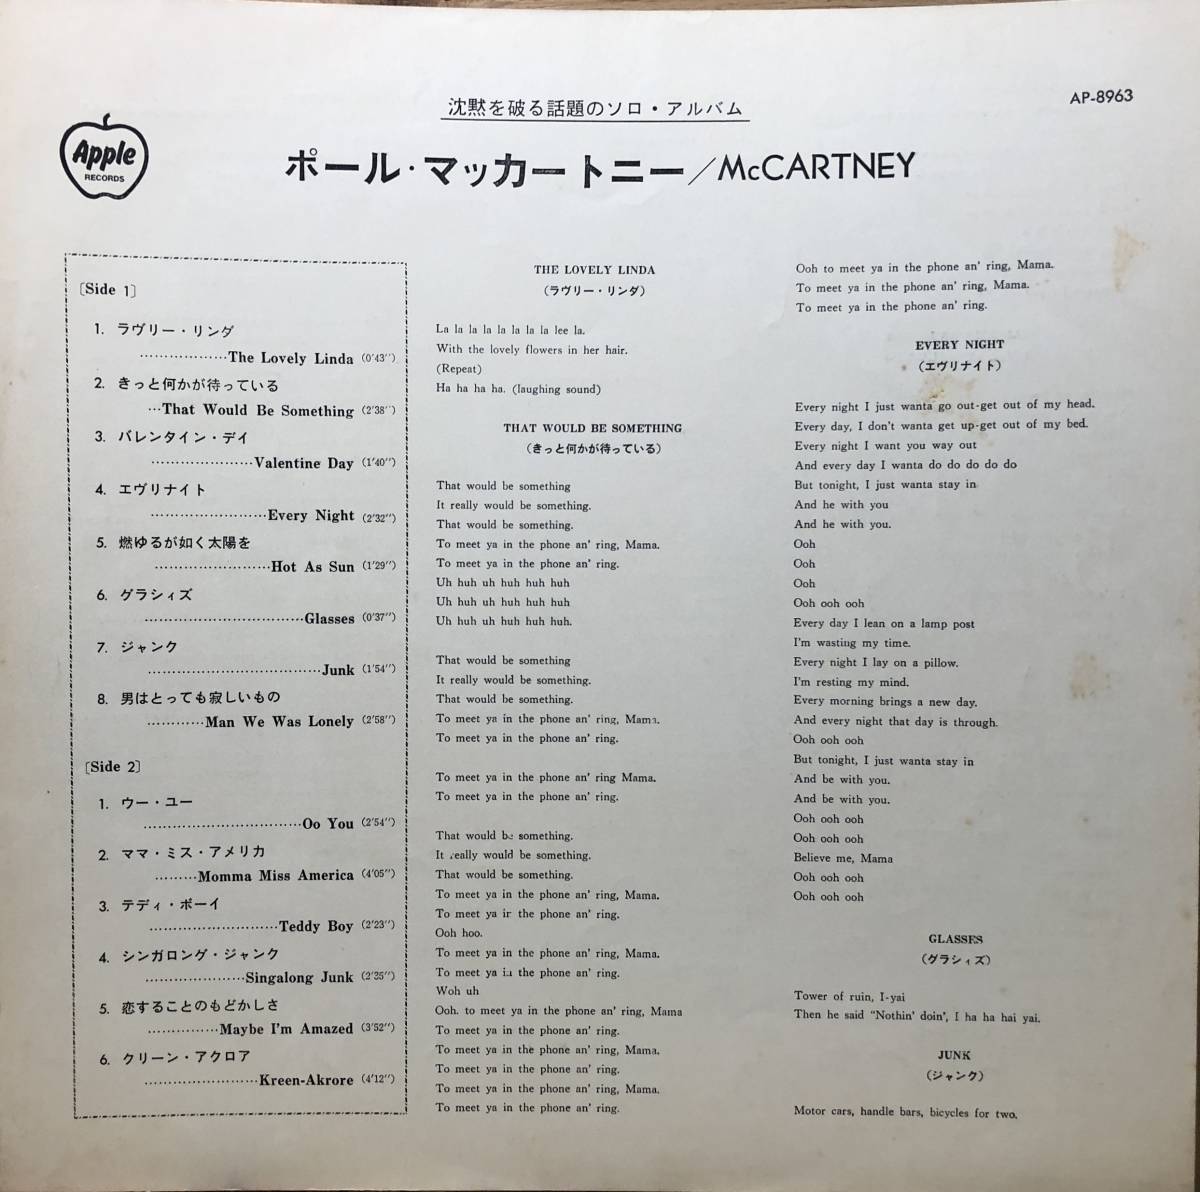 沈黙を破る話題のソロ・アルバム
AP-8963
Apple
RECORDS
ポール・マッカートニー/McCARTNEY
〔Side 1〕
1. ラヴリー・リンダ
The Lovely Linda (0'43'')
2. きっと何かが待っている
That Would Be Something (2'38'')
3. バレンタイン・デイ
Valentine Day (1'40'')
4. エヴリナイト
Every Night (2'32'')
5. 燃ゆるが如く太陽を
Hot As Sun (1'29'')
6. グラシィズ
Glasses (0'37'')
7. ジャンク
Junk (1'54'')
8. 男はとっても寂しいもの
Man We Was Lonely (2'58'')
〔Side 2〕
1. ウー・ユー
Oo You (2'54'')
2. ママ・ミス・アメリカ
Momma Miss America (4'05'')
3. テディ・ボーイ
Teddy Boy (2'23'')
4. シンガロング・ジャンク
Singalong Junk (2'35'')
5. 恋することのもどかしさ
Maybe I'm Amazed (3'52'')
6. クリーン・アクロア
Kreen-Akrore (4'12'')
THE LOVELY LINDA
(ラヴリー・リンダ)
La la la la la la la la lee la.
With the lovely flowers in her hair.
(Repeat)
Ha ha ha ha. (laughing sound)
THAT WOULD BE SOMETHING
(きっと何かが待っている)
That would be something
It really would be something.
That would be something.
To meet ya in the phone an' ring, Mama.
To meet ya in the phone an' ring.
Uh huh uh huh huh huh
Uh huh uh huh huh huh
Uh huh uh huh huh huh.
That would be something
It really would be something.
That would be something.
To meet ya in the phone an' ring, Mama.
To meet ya in the phone an' ring.
To meet ya in the phone an' ring Mama.
To meet ya in the phone an' ring.
That would be something.
It really would be something.
That would be something.
To meet ya in the phone an' ring, Mama.
To meet ya in the phone an' ring.
Ooh hoo.
To meet ya in the phone an' ring, Mama.
To meet ya in the phone an' ring.
Woh uh
Ooh. to meet ya in the phone an' ring, Mama
To meet ya in the phone an' ring.
To meet ya in the phone an' ring, Mama.
To meet ya in the phone an' ring.
To meet ya in the phone an' ring, Mama.
To meet ya in the phone an' ring.
Ooh to meet ya in the phone an' ring, Mama.
To meet ya in the phone an' ring, Mama.
To meet ya in the phone an' ring.
EVERY NIGHT
(エヴリナイト)
Every night I just wanta go out-get out of my head.
Every day, I don't wanta get up-get out of my bed.
Every night I want you way out
And every day I wanta do do do do do
But tonight, I just wanta stay in
And he with you
And he with you.
Ooh
Ooh
Ooh
Ooh ooh ooh
Every day I lean on a lamp post
I'm wasting my time.
Every night I lay on a pillow.
I'm resting my mind.
Every morning brings a new day.
And every night that day is through.
Ooh ooh ooh
But tonight, I just wanta stay in
And be with you.
And be with you.
Ooh ooh ooh
Ooh ooh ooh
Believe me, Mama
Ooh ooh ooh
Ooh ooh ooh
GLASSES
(グラシィズ)
Tower of ruin, I-yai
Then he said "Nothin' doin', I ha ha hai yai.
JUNK
(ジャンク)
Motor cars, handle bars, bicycles for two.